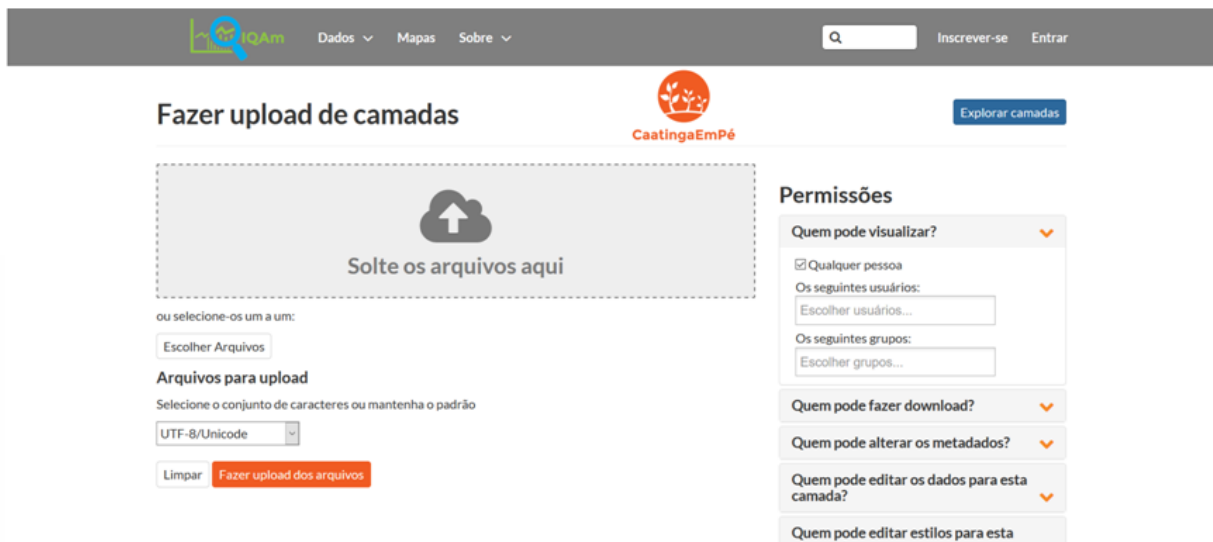 IQAm Dados Mapas Sobre Inscrever-se Entrar
Fazer upload de camadas
CaatingaEmPé
Explorar camadas
Solte os arquivos aqui
ou selecione-os um a um:
Escolher Arquivos
Arquivos para upload
Selecione o conjunto de caracteres ou mantenha o padrão
UTF-8/Unicode
Limpar Fazer upload dos arquivos
Permissões
Quem pode visualizar?
Qualquer pessoa
Os seguintes usuários:
Escolher usuários...
Os seguintes grupos:
Escolher grupos...
Quem pode fazer download?
Quem pode alterar os metadados?
Quem pode editar os dados para esta
camada?
Quem pode editar estilos para esta